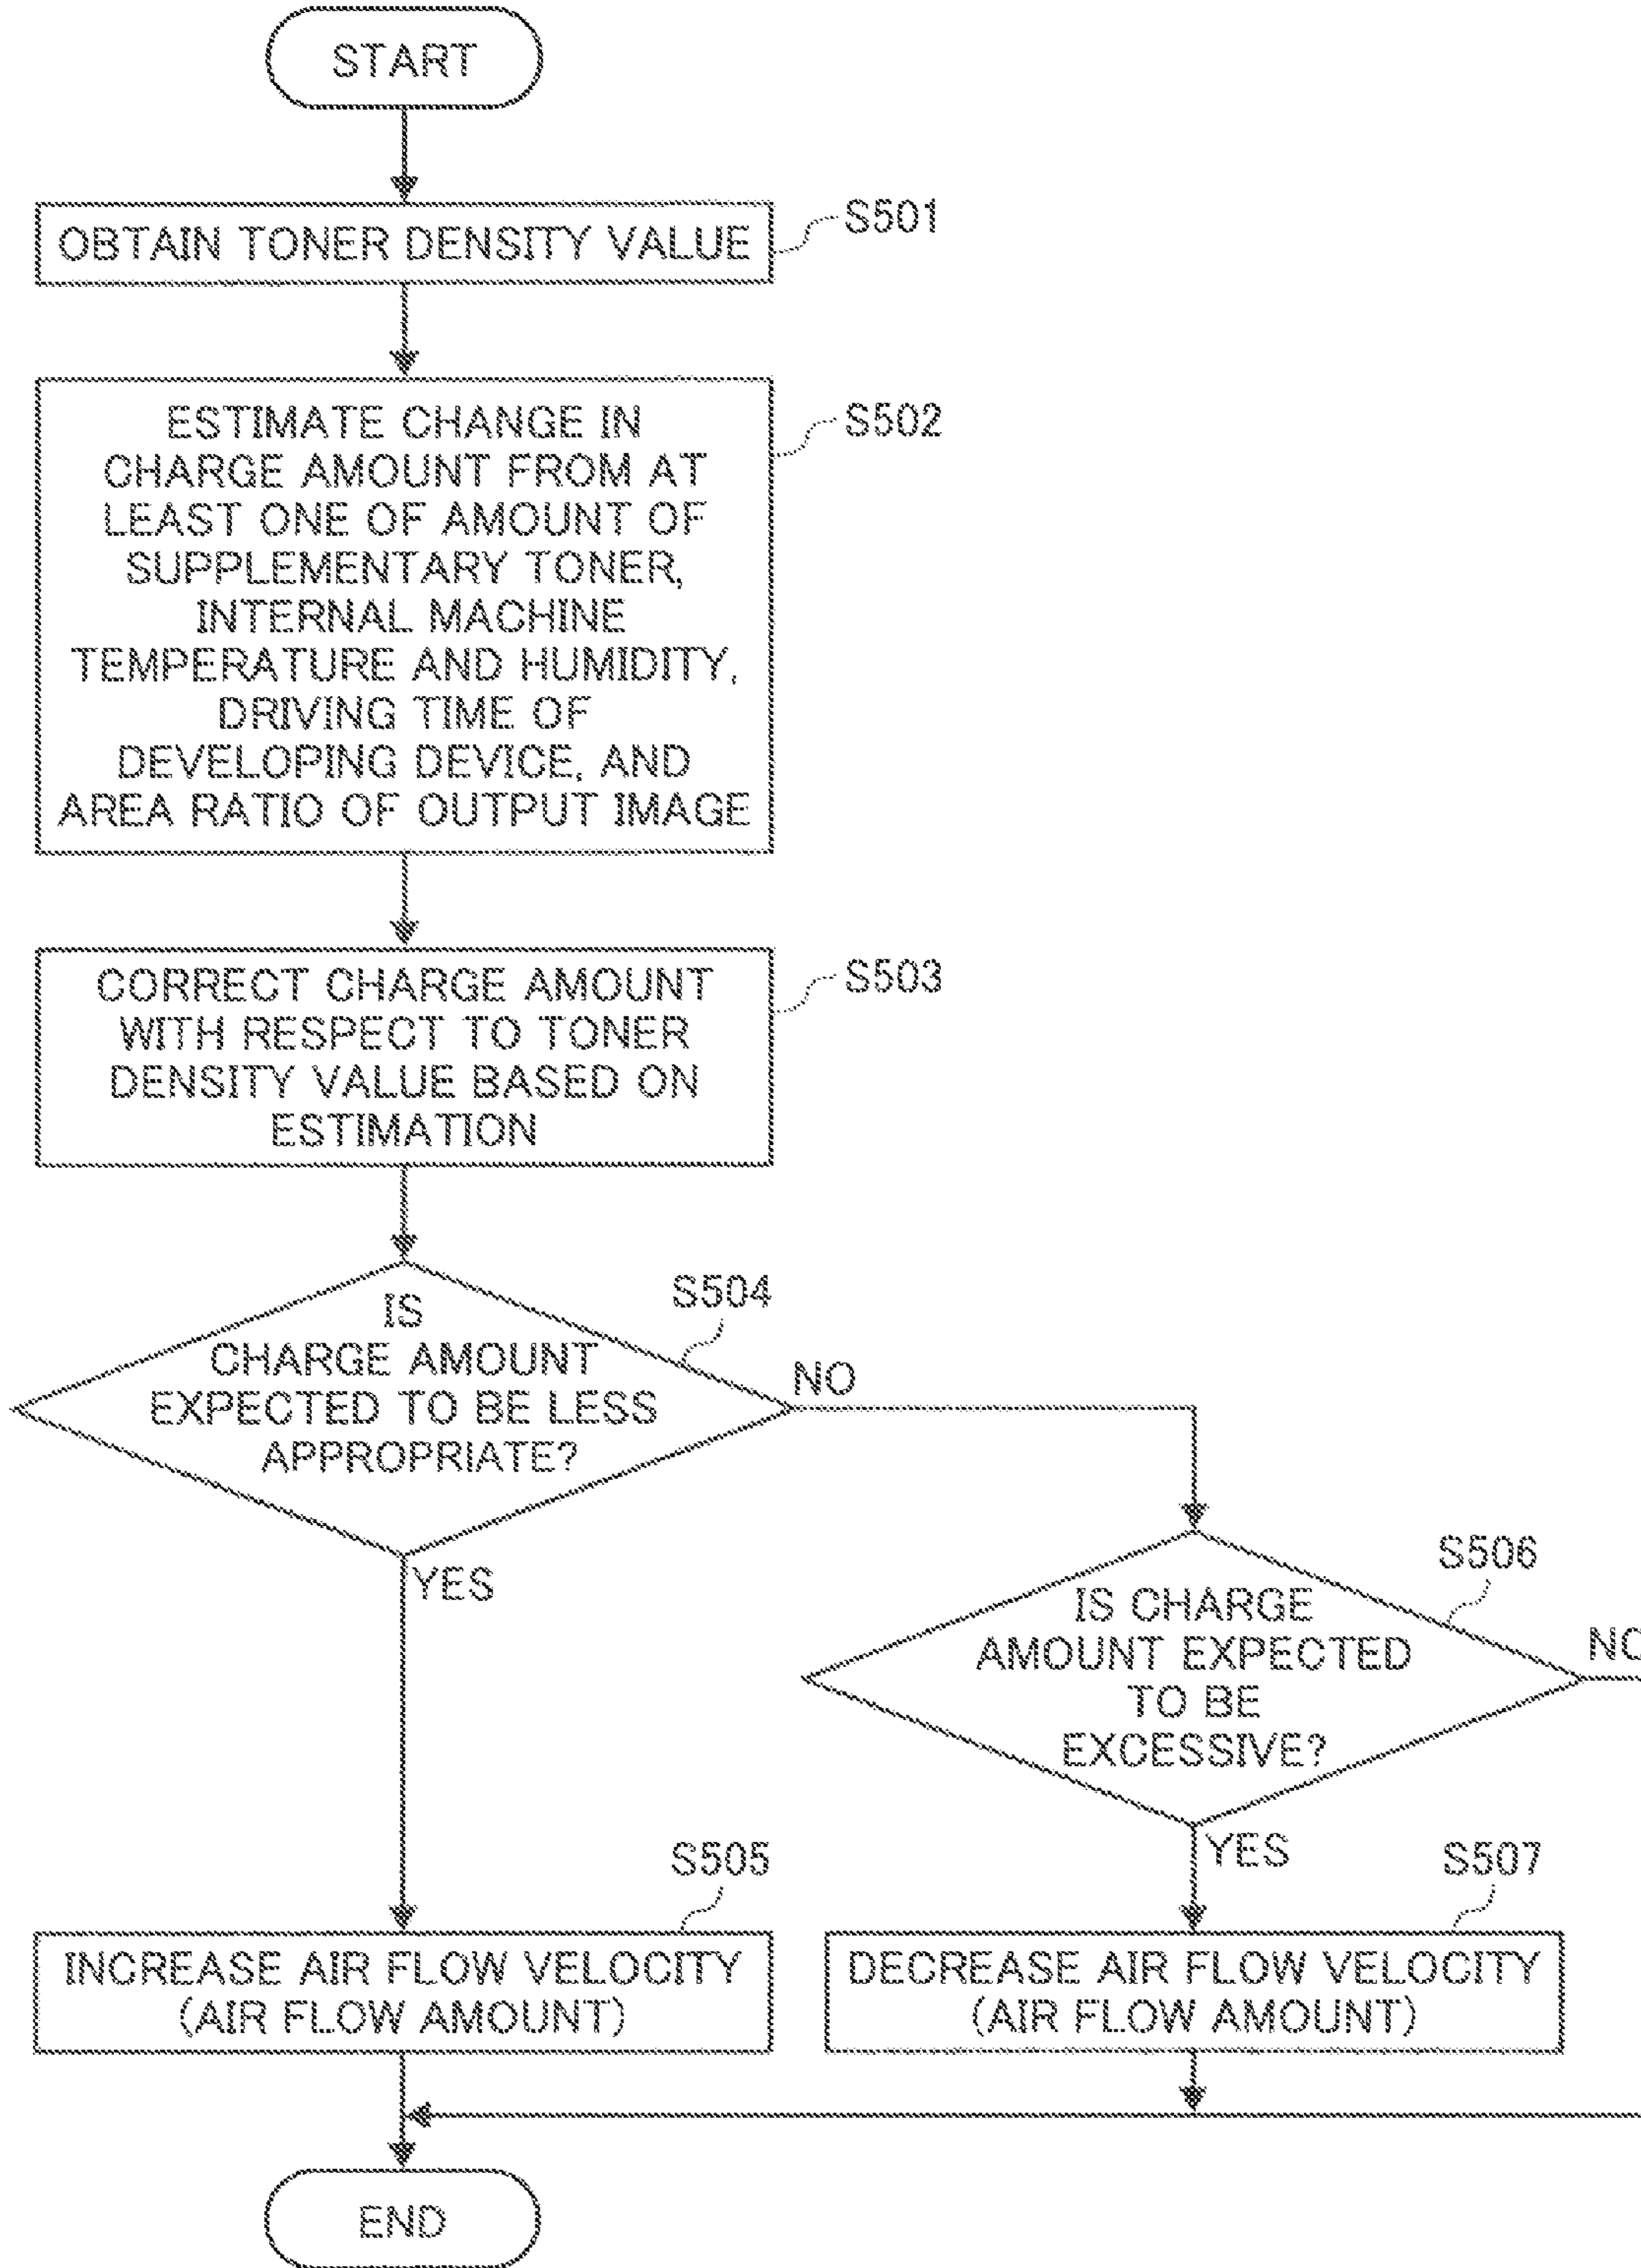 START
OBTAIN TONER DENSITY VALUE
S501
ESTIMATE CHANGE IN
CHARGE AMOUNT FROM AT
LEAST ONE OF AMOUNT OF
SUPPLEMENTARY TONER,
INTERNAL MACHINE
TEMPERATURE AND HUMIDITY,
DRIVING TIME OF
DEVELOPING DEVICE, AND
AREA RATIO OF OUTPUT IMAGE
S502
CORRECT CHARGE AMOUNT
WITH RESPECT TO TONER
DENSITY VALUE BASED ON
ESTIMATION
S503
IS
CHARGE AMOUNT
EXPECTED TO BE LESS
APPROPRIATE?
S504
NO
YES
IS CHARGE
AMOUNT EXPECTED
TO BE
EXCESSIVE?
S506
NO
YES
S505
INCREASE AIR FLOW VELOCITY
(AIR FLOW AMOUNT)
S507
DECREASE AIR FLOW VELOCITY
(AIR FLOW AMOUNT)
END